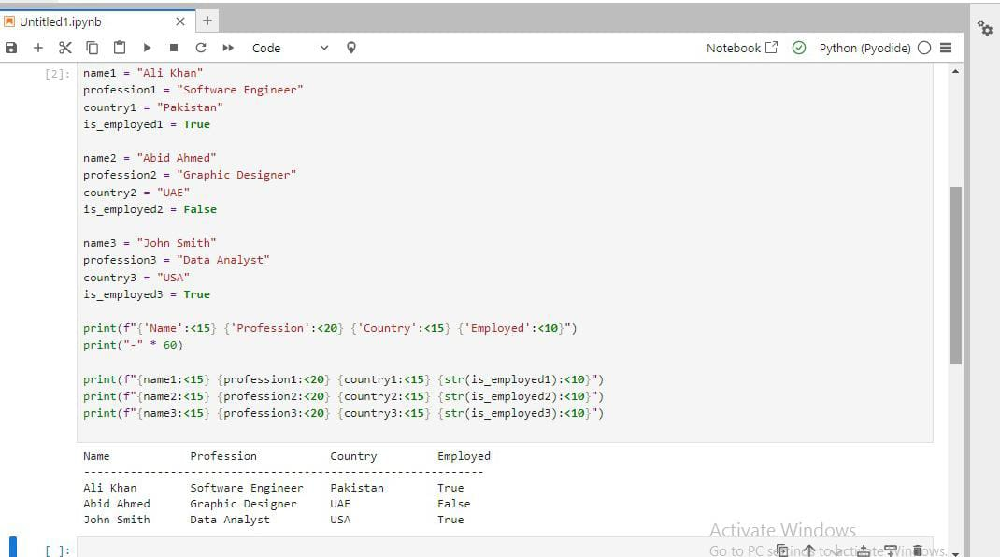 Untitled1.ipynb
Code
Notebook
Python (Pyodide)
[2]:
name1 = "Ali Khan"
profession1 = "Software Engineer"
country1 = "Pakistan"
is_employed1 = True
name2 = "Abid Ahmed"
profession2 = "Graphic Designer"
country2 = "UAE"
is_employed2 = False
name3 = "John Smith"
profession3 = "Data Analyst"
country3 = "USA"
is_employed3 = True
print(f"{'Name':<15} {'Profession':<20} {'Country':<15} {'Employed':<10}")
print("-" * 60)
print(f"{name1:<15} {profession1:<20} {country1:<15} {str(is_employed1):<10}")
print(f"{name2:<15} {profession2:<20} {country2:<15} {str(is_employed2):<10}")
print(f"{name3:<15} {profession3:<20} {country3:<15} {str(is_employed3):<10}")
Name Profession Country Employed
------------------------------------------------------------
Ali Khan Software Engineer Pakistan True
Abid Ahmed Graphic Designer UAE False
John Smith Data Analyst USA True
Activate Windows
[ ]:
Go to PC settings to activate Windows.